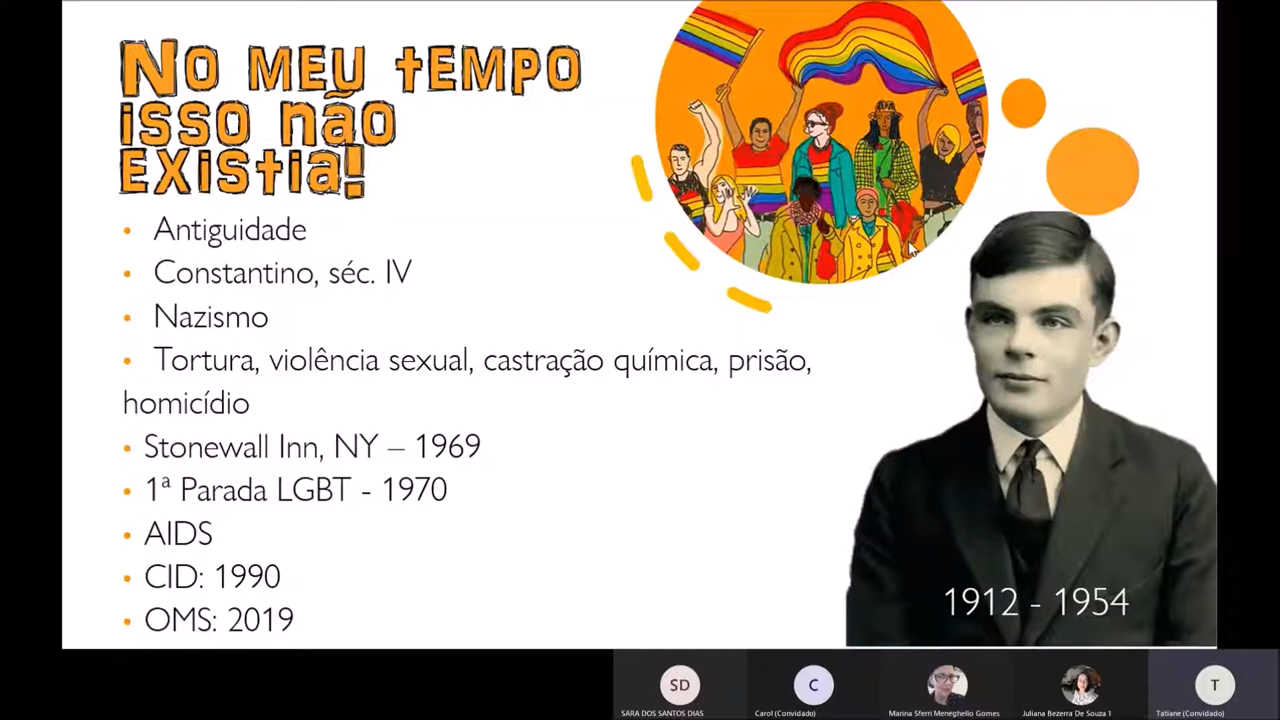 No meu tempo
isso não
existia!
• Antiguidade
• Constantino, séc. IV
• Nazismo
• Tortura, violência sexual, castração química, prisão,
homicídio
• Stonewall Inn, NY – 1969
• 1ª Parada LGBT - 1970
• AIDS
• CID: 1990
• OMS: 2019
1912 - 1954
SD
C
T
SARA DOS SANTOS DIAS
Carol (Convidado)
Marina Sferri Meneghello Gomes
Juliana Bezerra De Souza 1
Tatiane (Convidado)